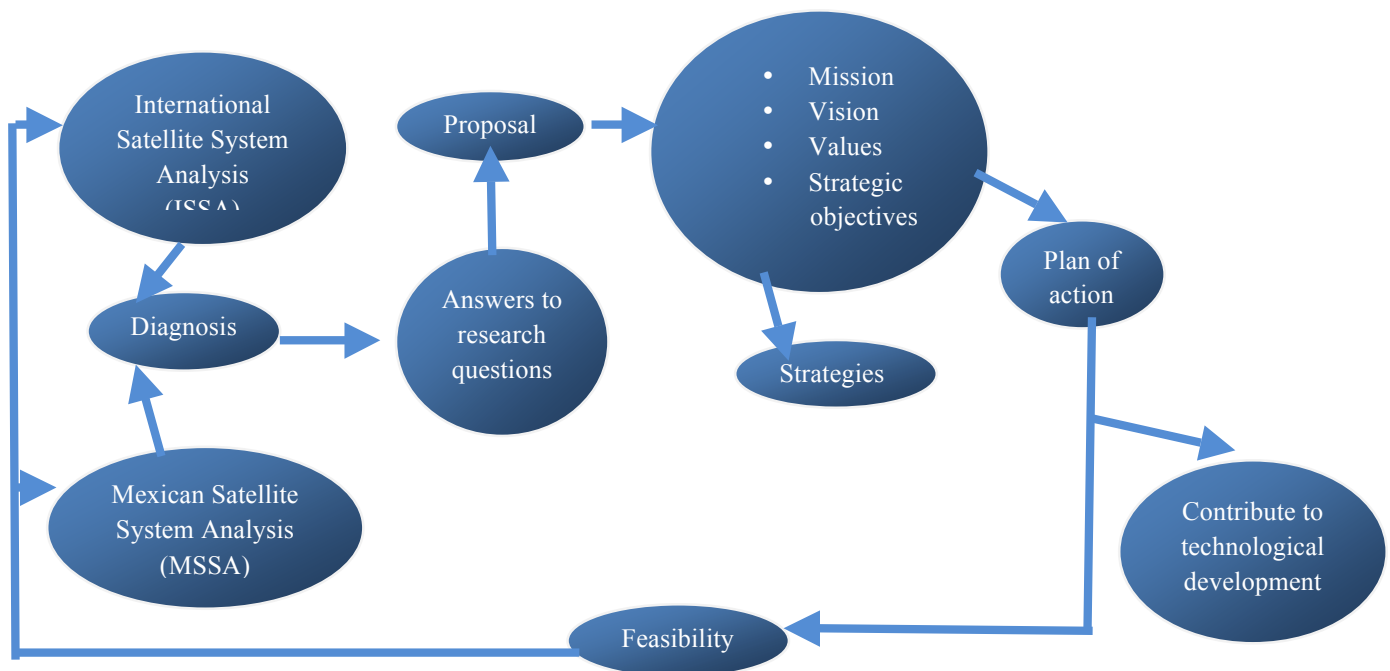 International
Satellite System
Analysis
(ISSA)
Diagnosis
Mexican Satellite
System Analysis
(MSSA)
Answers to
research
questions
Proposal
• Mission
• Vision
• Values
• Strategic
objectives
Strategies
Plan of
action
Contribute to
technological
development
Feasibility